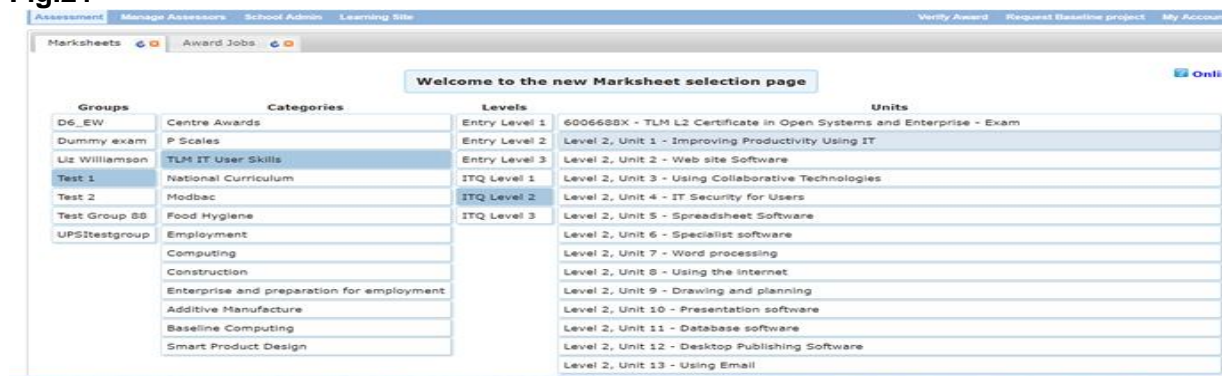 Assessment Manage Assessors School Admin Learning Site Verify Award Request Baseline project My Accoun
Marksheets Award Jobs
Welcome to the new Marksheet selection page
Onli
Groups Categories Levels Units
D6_EW Centre Awards Entry Level 1 6006688X - TLM L2 Certificate in Open Systems and Enterprise - Exam
Dummy exam P Scales Entry Level 2 Level 2, Unit 1 - Improving Productivity Using IT
Liz Williamson TLM IT User Skills Entry Level 3 Level 2, Unit 2 - Web site Software
Test 1 National Curriculum ITQ Level 1 Level 2, Unit 3 - Using Collaborative Technologies
Test 2 Modbac ITQ Level 2 Level 2, Unit 4 - IT Security for Users
Test Group 88 Food Hygiene ITQ Level 3 Level 2, Unit 5 - Spreadsheet Software
UPSItestgroup Employment Level 2, Unit 6 - Specialist software
Computing Level 2, Unit 7 - Word processing
Construction Level 2, Unit 8 - Using the internet
Enterprise and preparation for employment Level 2, Unit 9 - Drawing and planning
Additive Manufacture Level 2, Unit 10 - Presentation software
Baseline Computing Level 2, Unit 11 - Database software
Smart Product Design Level 2, Unit 12 - Desktop Publishing Software
Level 2, Unit 13 - Using Email